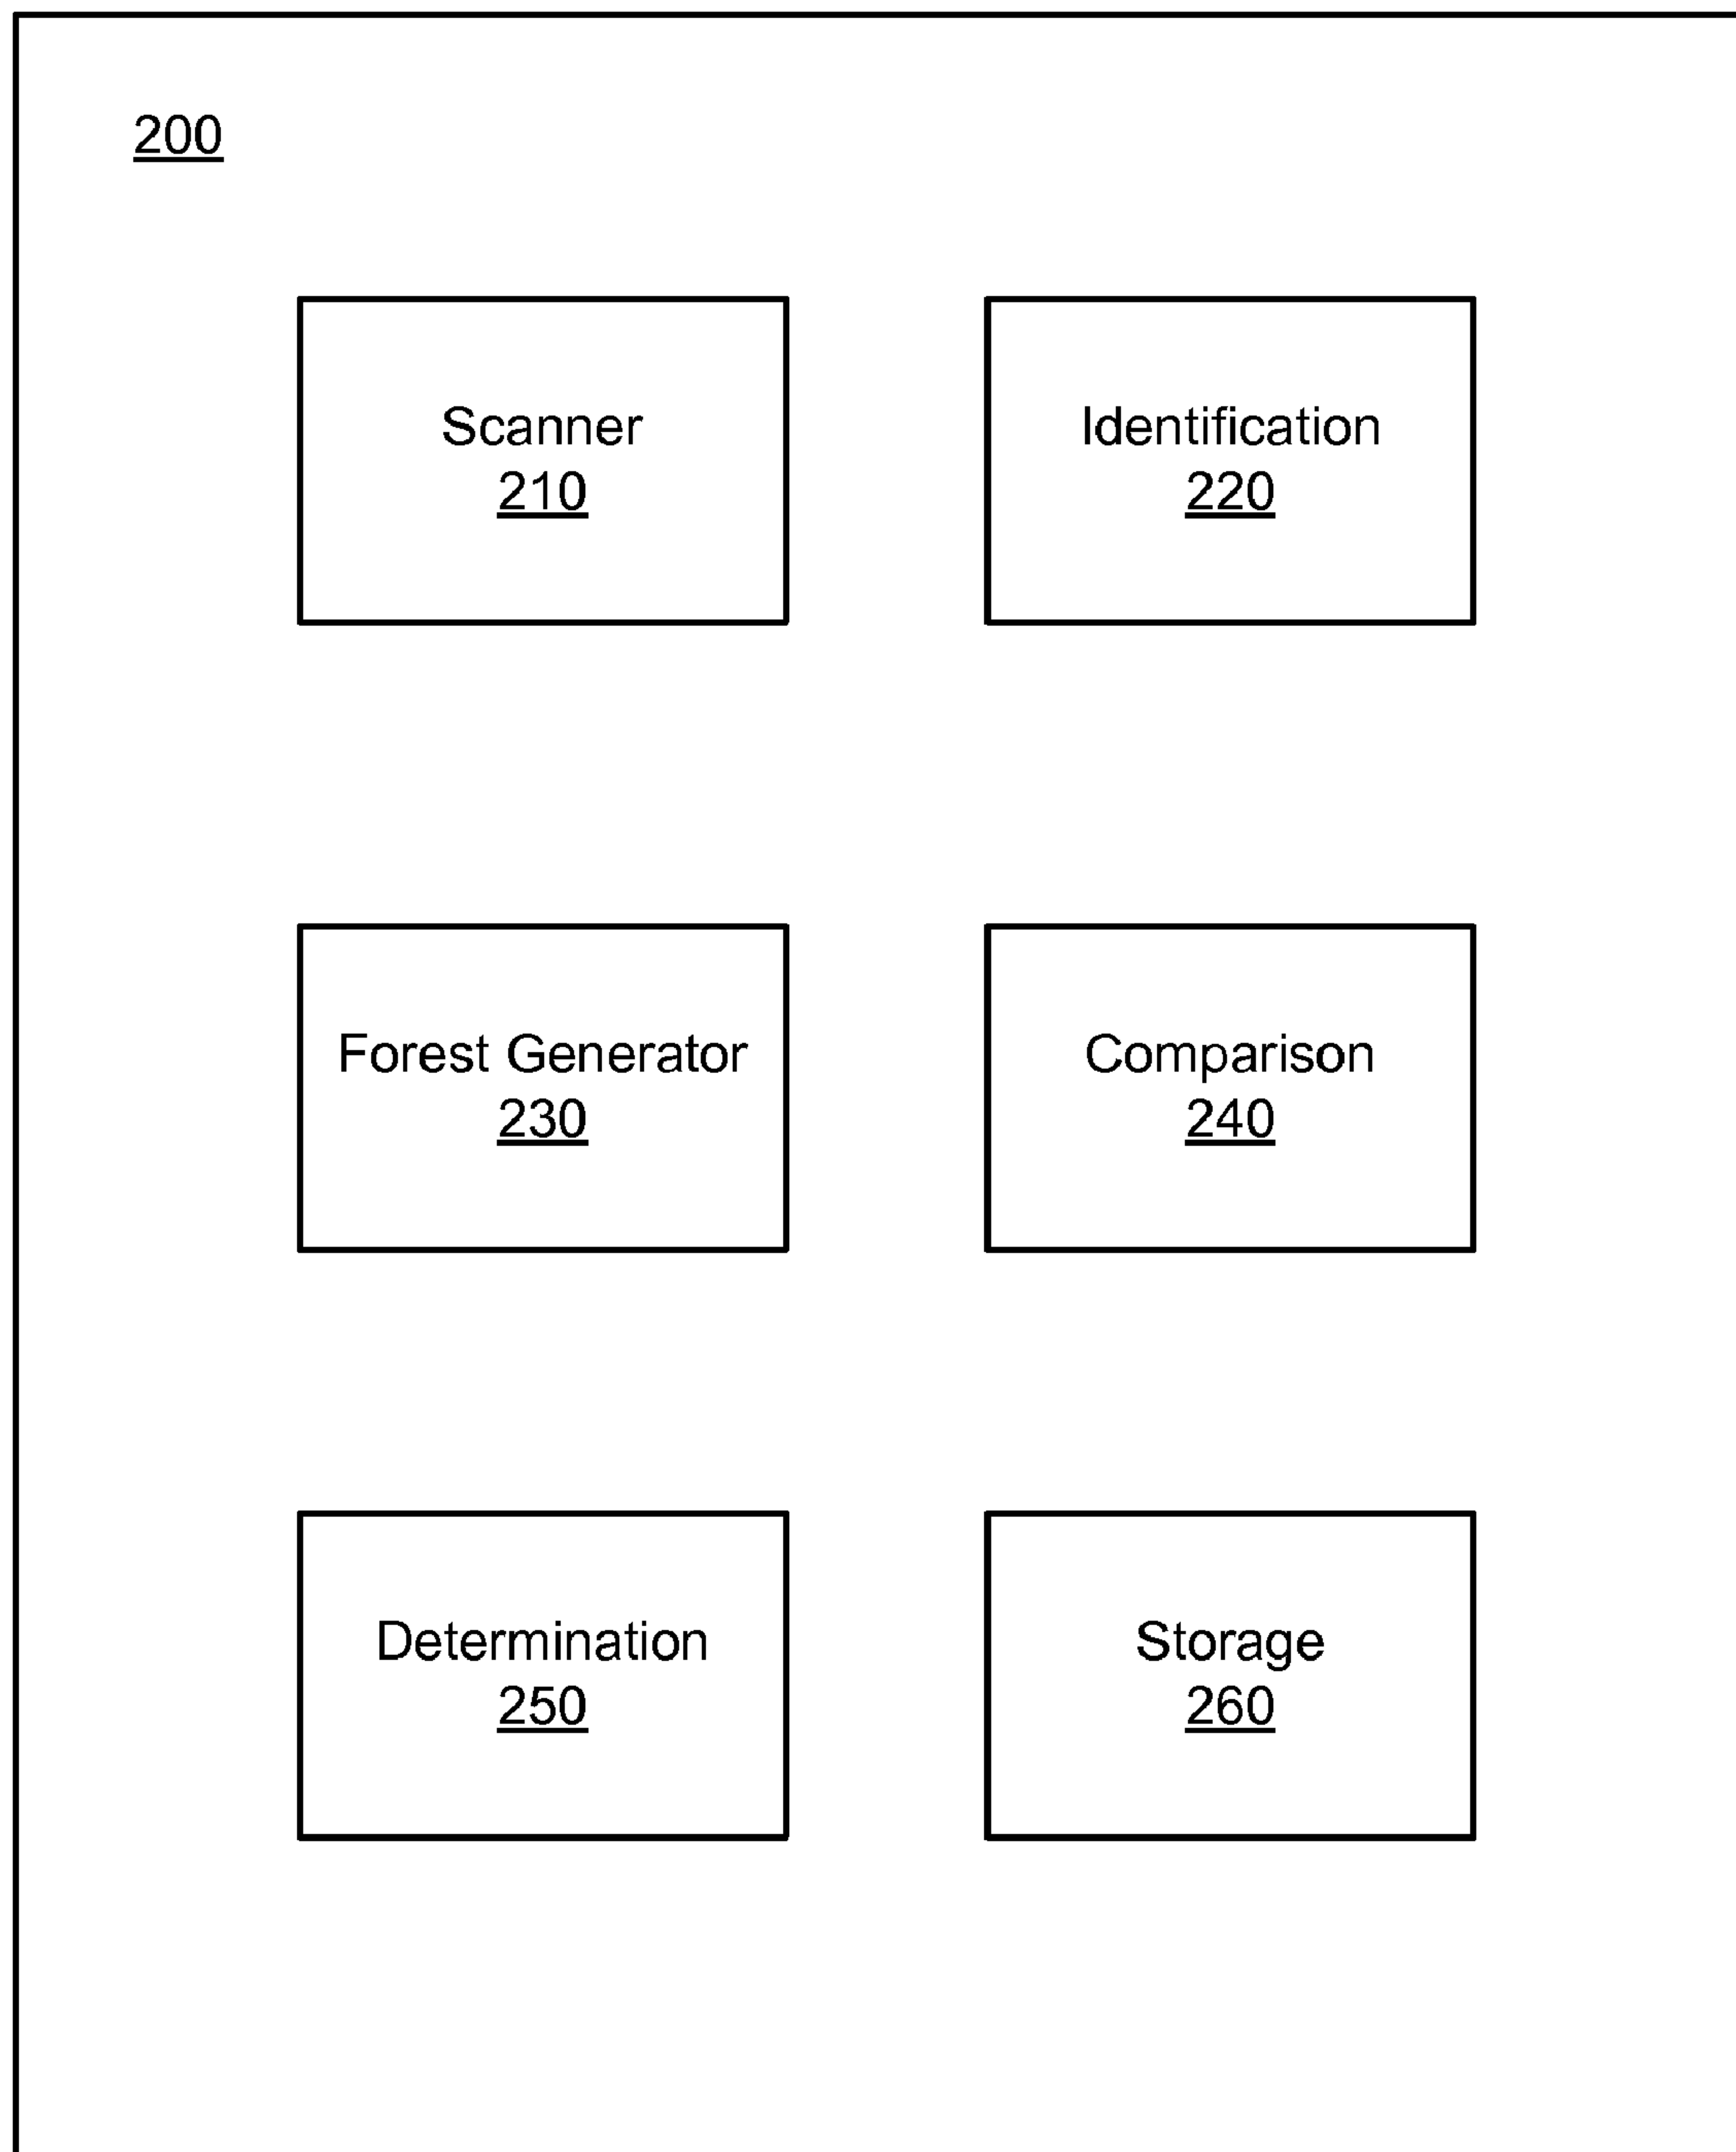 200
Scanner
210
Identification
220
Forest Generator
230
Comparison
240
Determination
250
Storage
260